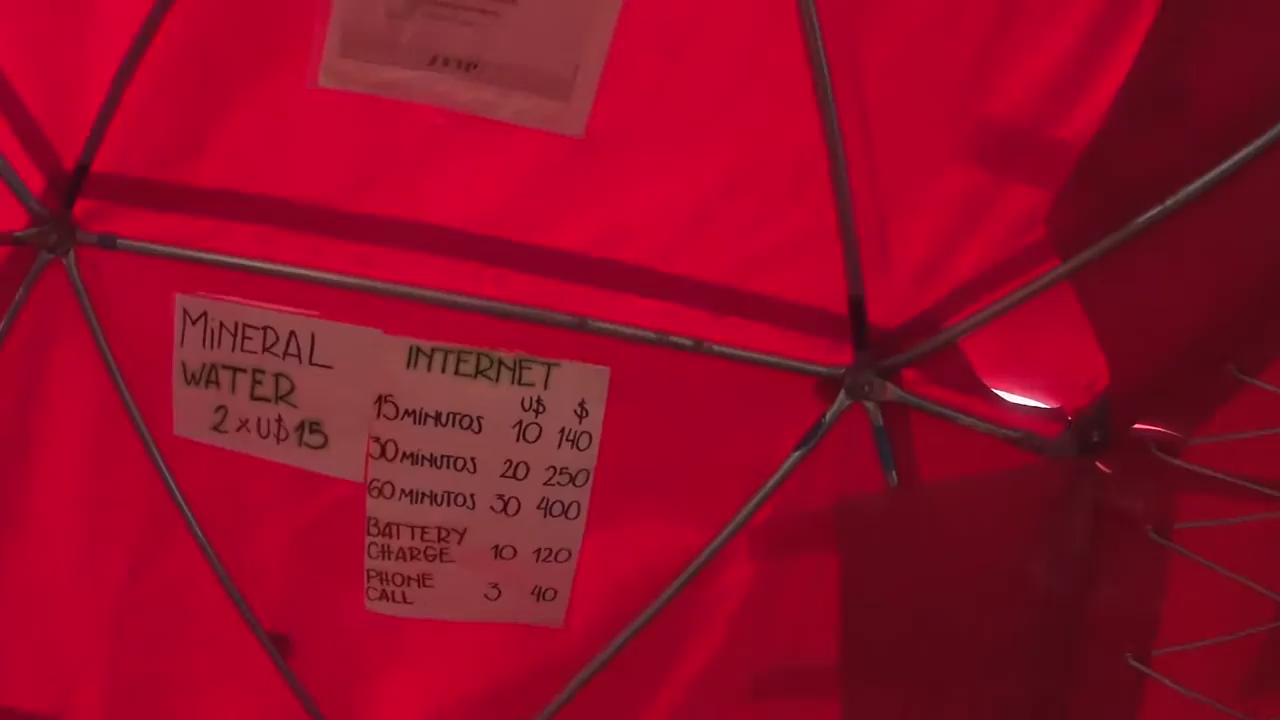 MINERAL
WATER
2 x U$15
INTERNET
U$ $
15 MINUTOS 10 140
30 MINUTOS 20 250
60 MINUTOS 30 400
BATTERY
CHARGE 10 120
PHONE
CALL 3 40